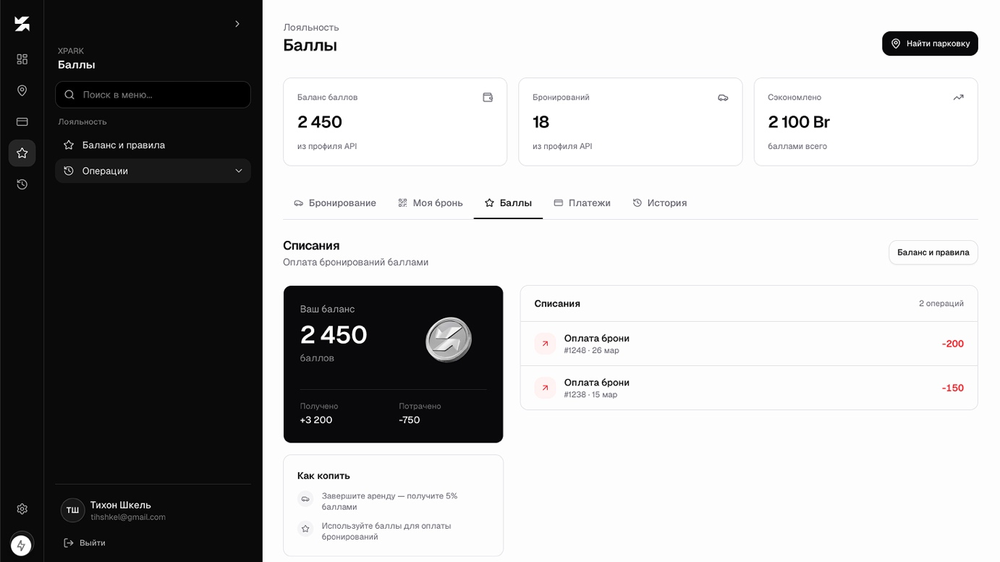 XPARK
Баллы
Поиск в меню...
Лояльность
Баланс и правила
Операции
ТШ
Тихон Шкель
tihshkel@gmail.com
Выйти
Лояльность
Баллы
Найти парковку
Баланс баллов
2 450
из профиля API
Бронирований
18
из профиля API
Сэкономлено
2 100 Br
баллами всего
Бронирование
Моя бронь
Баллы
Платежи
История
Списания
Оплата бронирований баллами
Баланс и правила
Ваш баланс
2 450
баллов
Получено
+3 200
Потрачено
-750
Списания
2 операций
Оплата брони
#1248 · 26 мар
-200
Оплата брони
#1238 · 15 мар
-150
Как копить
Завершите аренду — получите 5%
баллами
Используйте баллы для оплаты
бронирований